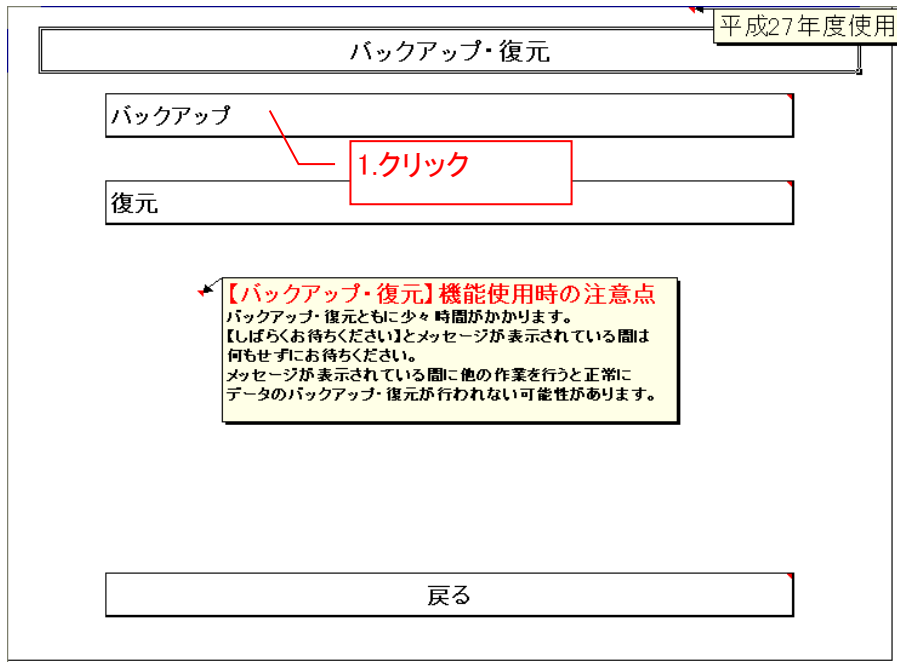 平成27年度使用
バックアップ・復元
バックアップ
1.クリック
復元
【バックアップ・復元】機能使用時の注意点
バックアップ・復元ともに少々時間がかかります。
【しばらくお待ちください】とメッセージが表示されている間は
何もせずにお待ちください。
メッセージが表示されている間に他の作業を行うと正常に
データのバックアップ・復元が行われない可能性があります。
戻る